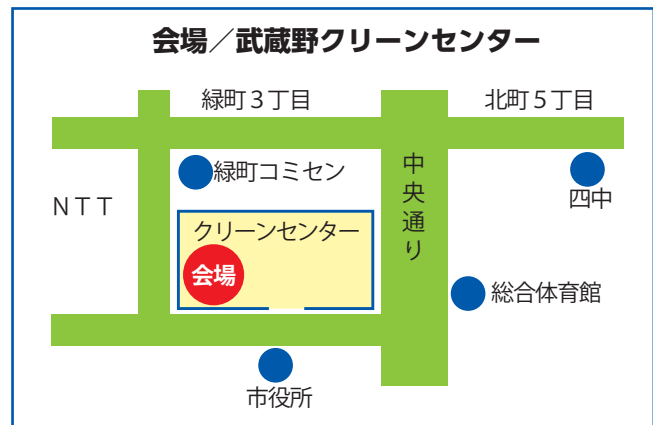 会場／武蔵野クリーンセンター
緑町３丁目
北町５丁目
緑町コミセン
中央通り
四中
ＮＴＴ
クリーンセンター
会場
総合体育館
市役所